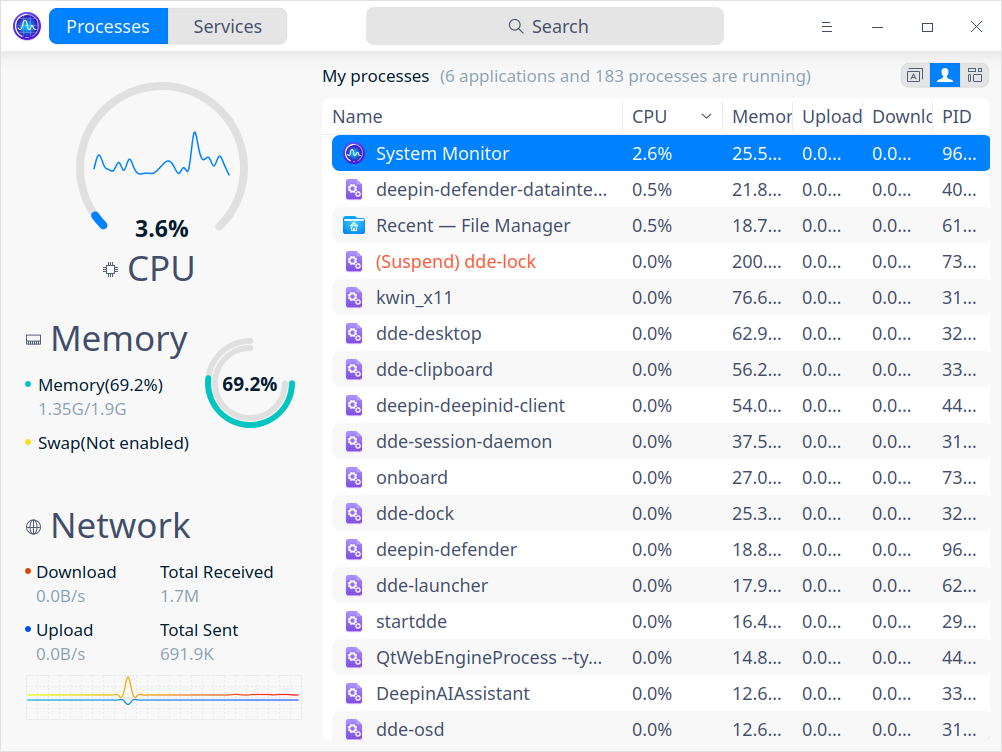 Processes Services Search
My processes (6 applications and 183 processes are running)
Name CPU Memor Upload Downlc PID
System Monitor 2.6% 25.5... 0.0... 0.0... 96...
deepin-defender-datainte... 0.5% 21.8... 0.0... 0.0... 40...
Recent — File Manager 0.5% 18.7... 0.0... 0.0... 61...
(Suspend) dde-lock 0.0% 200.... 0.0... 0.0... 73...
kwin_x11 0.0% 76.6... 0.0... 0.0... 31...
dde-desktop 0.0% 62.9... 0.0... 0.0... 32...
dde-clipboard 0.0% 56.2... 0.0... 0.0... 33...
deepin-deepinid-client 0.0% 54.0... 0.0... 0.0... 44...
dde-session-daemon 0.0% 37.5... 0.0... 0.0... 31...
onboard 0.0% 27.0... 0.0... 0.0... 73...
dde-dock 0.0% 25.3... 0.0... 0.0... 32...
deepin-defender 0.0% 18.8... 0.0... 0.0... 96...
dde-launcher 0.0% 17.9... 0.0... 0.0... 62...
startdde 0.0% 16.4... 0.0... 0.0... 29...
QtWebEngineProcess --ty... 0.0% 14.8... 0.0... 0.0... 44...
DeepinAIAssistant 0.0% 12.6... 0.0... 0.0... 33...
dde-osd 0.0% 12.6... 0.0... 0.0... 31...
3.6%
CPU
Memory
Memory(69.2%)
1.35G/1.9G
69.2%
Swap(Not enabled)
Network
Download Total Received
0.0B/s 1.7M
Upload Total Sent
0.0B/s 691.9K